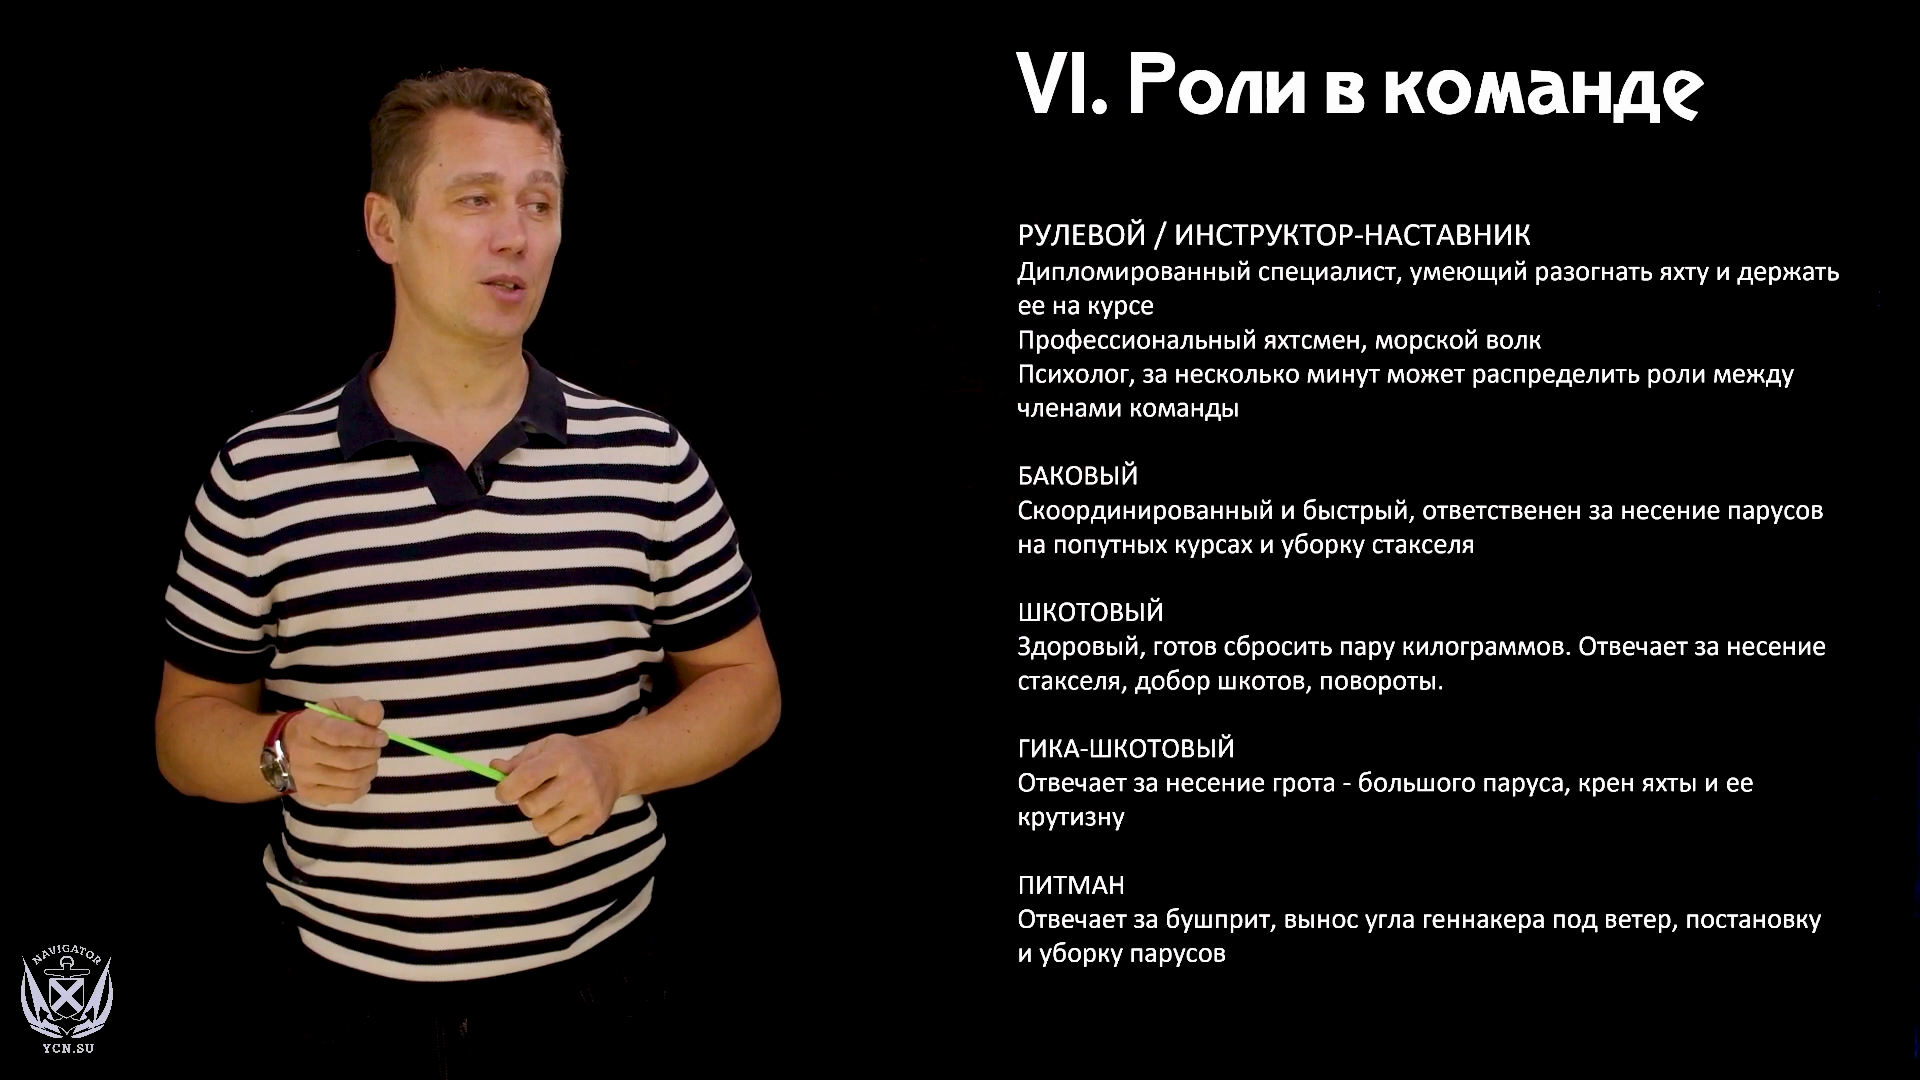 VI. Роли в команде
РУЛЕВОЙ / ИНСТРУКТОР-НАСТАВНИК
Дипломированный специалист, умеющий разогнать яхту и держать
ее на курсе
Профессиональный яхтсмен, морской волк
Психолог, за несколько минут может распределить роли между
членами команды
БАКОВЫЙ
Скоординированный и быстрый, ответственен за несение парусов
на попутных курсах и уборку стакселя
ШКОТОВЫЙ
Здоровый, готов сбросить пару килограммов. Отвечает за несение
стакселя, добор шкотов, повороты.
ГИКА-ШКОТОВЫЙ
Отвечает за несение грота - большого паруса, крен яхты и ее
крутизну
ПИТМАН
Отвечает за бушприт, вынос угла геннакера под ветер, постановку
и уборку парусов
NAVIGATOR
YCN.SU